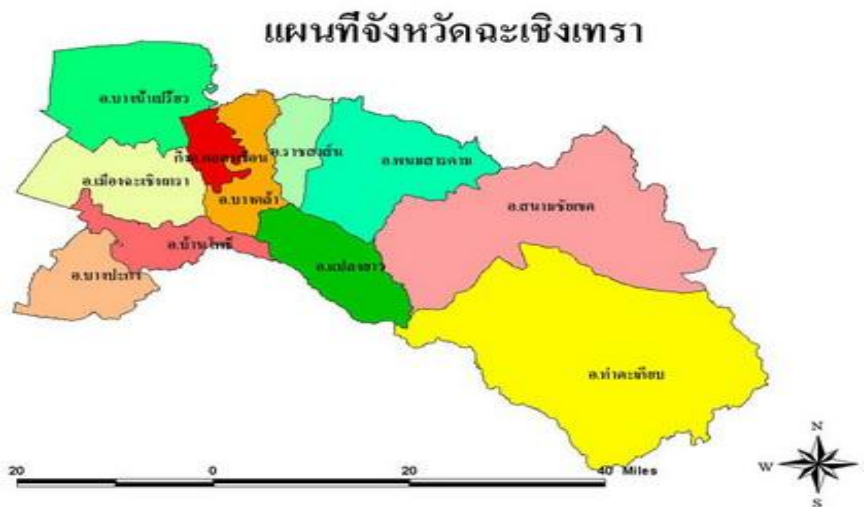 แผนที่จังหวัดฉะเชิงเทรา
อ.บางน้ำเปรี้ยว
อ.ราชสาส์น
อ.พนมสารคาม
อ.เมืองฉะเชิงเทรา
อ.บางคล้า
อ.สนามชัยเขต
อ.บ้านโพธิ์
อ.แปลงยาว
อ.บางปะกง
อ.ท่าตะเกียบ
N
W E
S
20 0 20 40 Miles